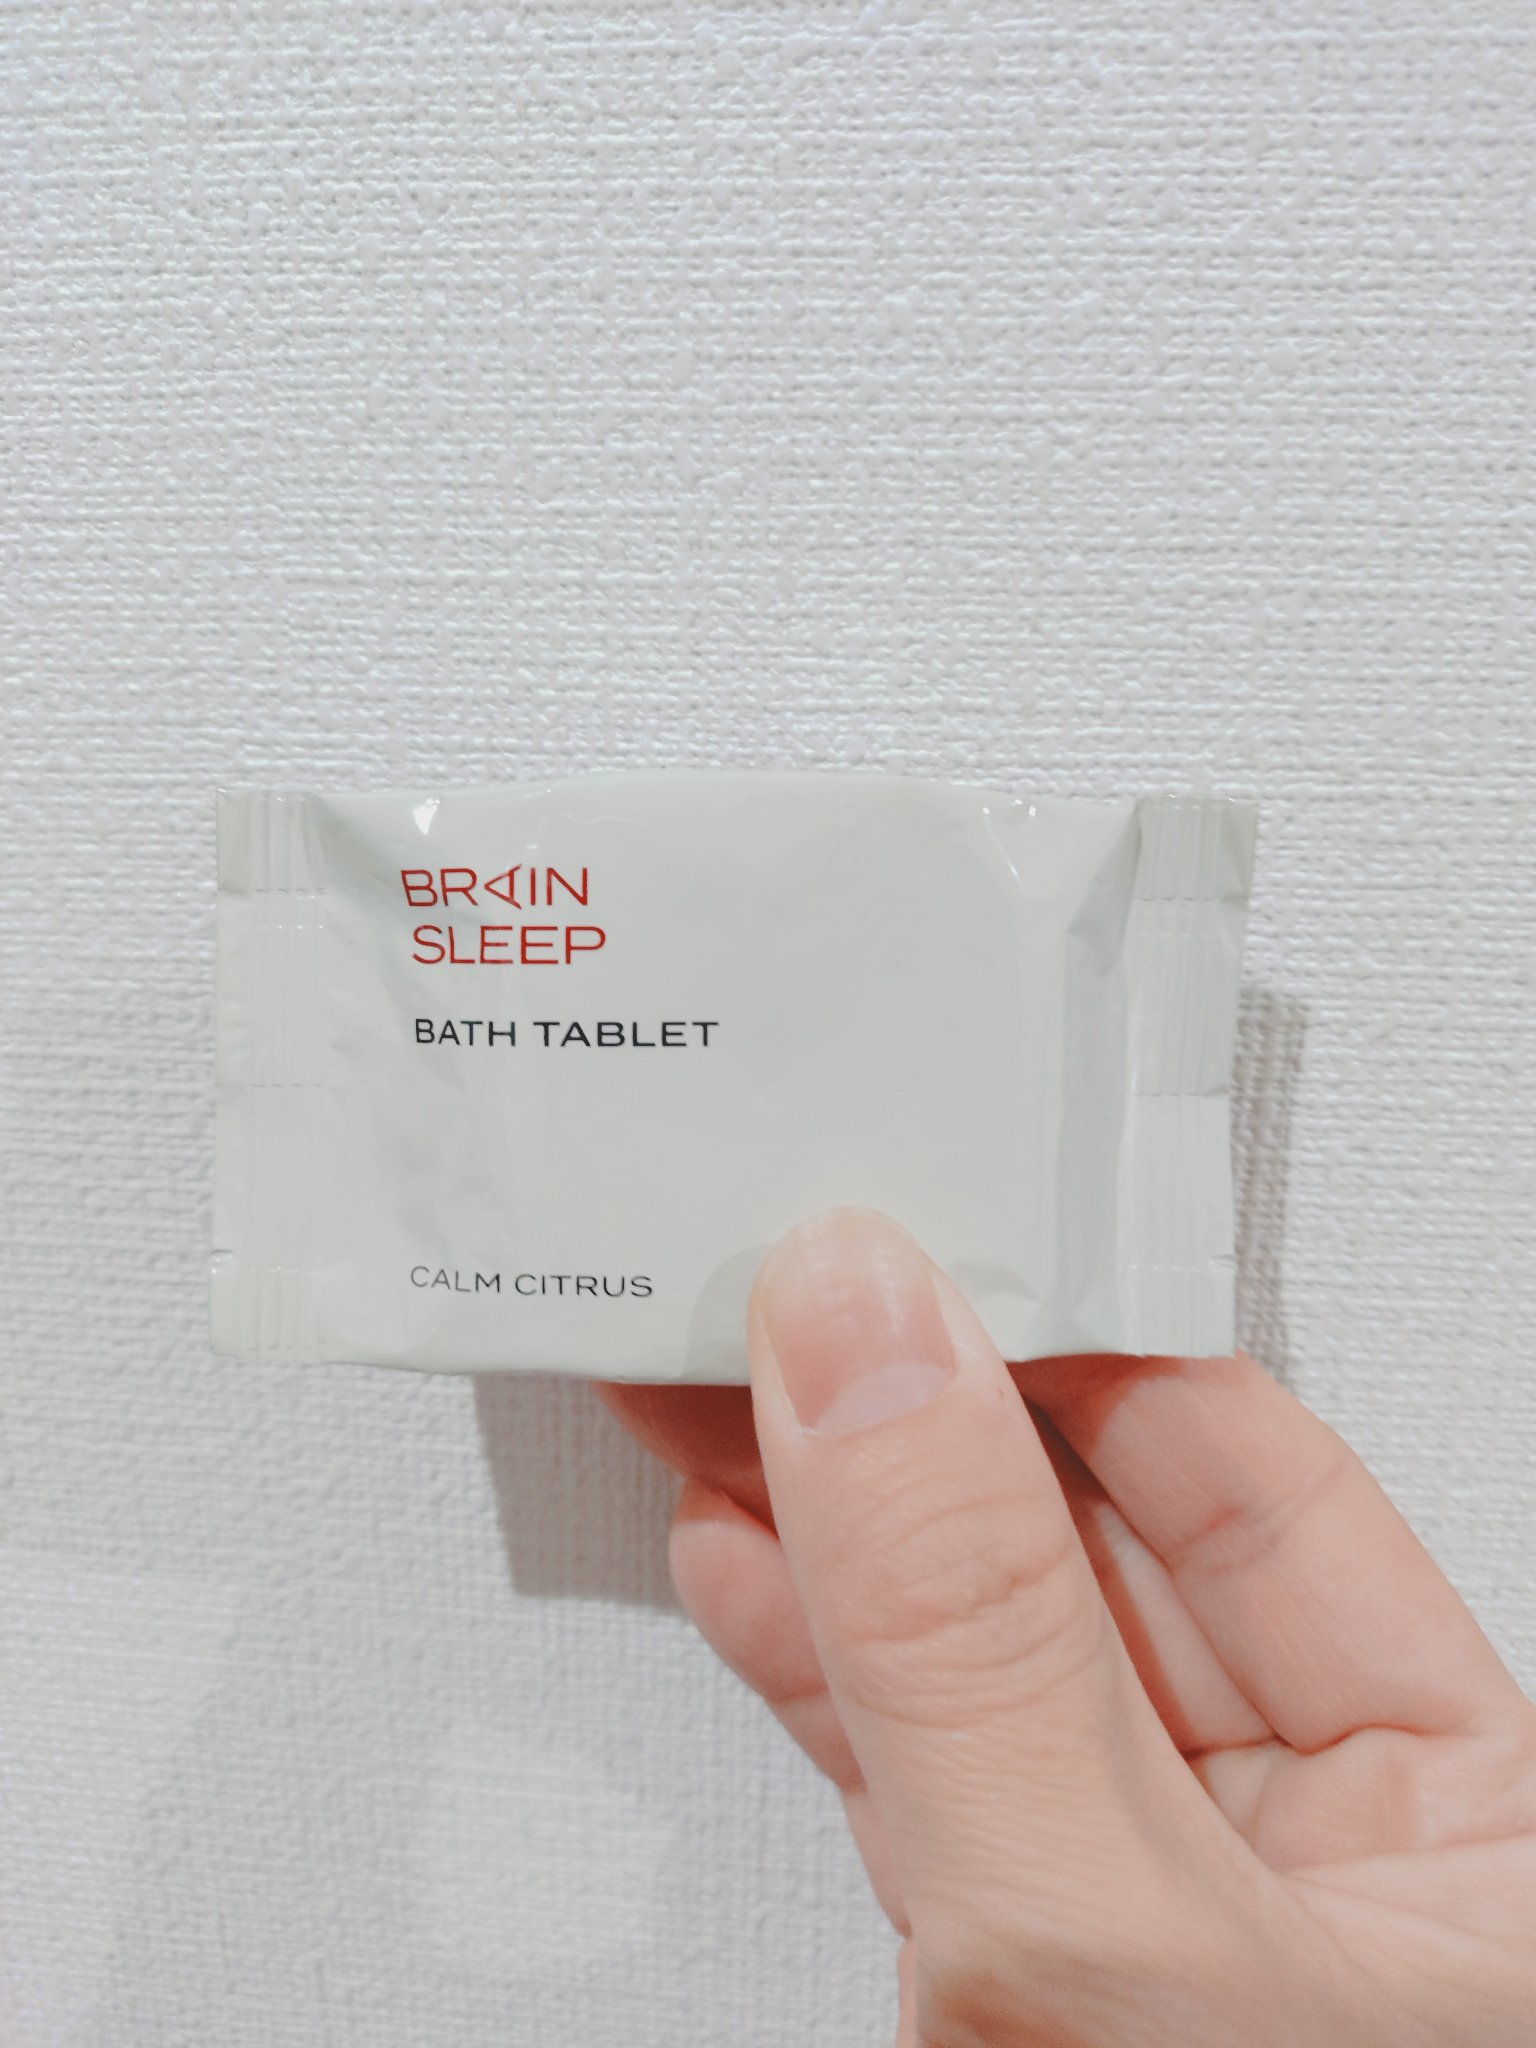 BRAIN
SLEEP
BATH TABLET
CALM CITRUS